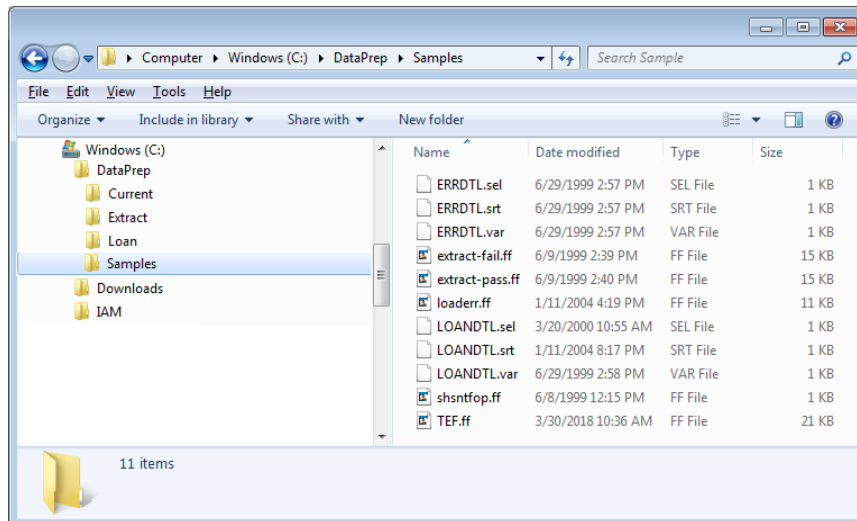 Computer Windows (C:) DataPrep Samples Search Sample
File Edit View Tools Help
Organize Include in library Share with New folder
Windows (C:)
DataPrep
Current
Extract
Loan
Samples
Downloads
IAM
Name Date modified Type Size
ERRDTL.sel 6/29/1999 2:57 PM SEL File 1 KB
ERRDTL.srt 6/29/1999 2:57 PM SRT File 1 KB
ERRDTL.var 6/29/1999 2:57 PM VAR File 1 KB
extract-fail.ff 6/9/1999 2:39 PM FF File 15 KB
extract-pass.ff 6/9/1999 2:40 PM FF File 15 KB
loaderr.ff 1/11/2004 4:19 PM FF File 11 KB
LOANDTL.sel 3/20/2000 10:55 AM SEL File 1 KB
LOANDTL.srt 1/11/2004 8:17 PM SRT File 1 KB
LOANDTL.var 6/29/1999 2:58 PM VAR File 1 KB
shsntfop.ff 6/8/1999 12:15 PM FF File 1 KB
TEF.ff 3/30/2018 10:36 AM FF File 21 KB
11 items